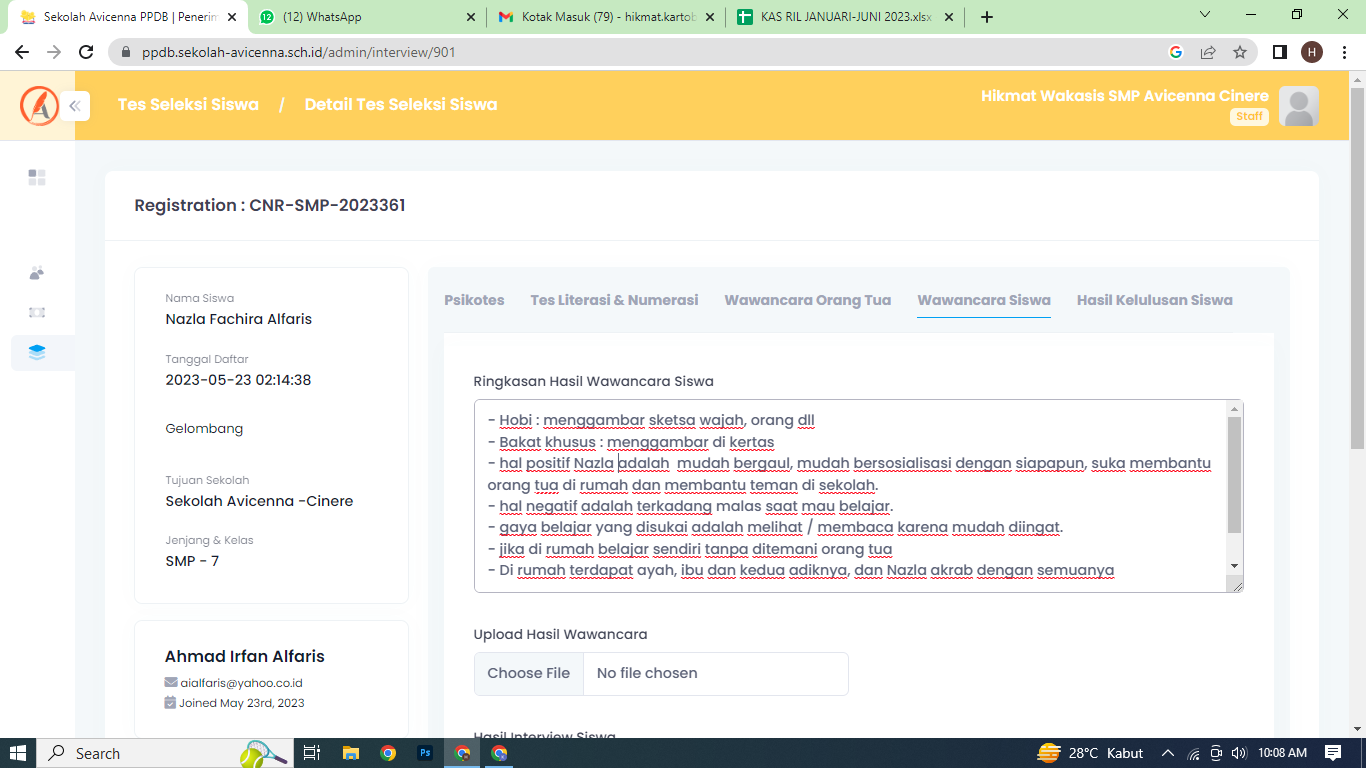 Sekolah Avicenna PPDB | Penerim
(12) WhatsApp
Kotak Masuk (79) - hikmat.kartob
KAS RIL JANUARI-JUNI 2023.xlsx
ppdb.sekolah-avicenna.sch.id/admin/interview/901
H
Tes Seleksi Siswa / Detail Tes Seleksi Siswa
Hikmat Wakasis SMP Avicenna Cinere
Staff
Registration : CNR-SMP-2023361
Nama Siswa
Nazla Fachira Alfaris
Tanggal Daftar
2023-05-23 02:14:38
Gelombang
Tujuan Sekolah
Sekolah Avicenna -Cinere
Jenjang & Kelas
SMP - 7
Ahmad Irfan Alfaris
aialfaris@yahoo.co.id
Joined May 23rd, 2023
Psikotes Tes Literasi & Numerasi Wawancara Orang Tua Wawancara Siswa Hasil Kelulusan Siswa
Ringkasan Hasil Wawancara Siswa
- Hobi : menggambar sketsa wajah, orang dll
- Bakat khusus : menggambar di kertas
- hal positif Nazla adalah  mudah bergaul, mudah bersosialisasi dengan siapapun, suka membantu
orang tua di rumah dan membantu teman di sekolah.
- hal negatif adalah terkadang malas saat mau belajar.
- gaya belajar yang disukai adalah melihat / membaca karena mudah diingat.
- jika di rumah belajar sendiri tanpa ditemani orang tua
- Di rumah terdapat ayah, ibu dan kedua adiknya, dan Nazla akrab dengan semuanya
Upload Hasil Wawancara
Choose File No file chosen
Hasil Interview Siswa
Search
Ps
28°C Kabut
10:08 AM